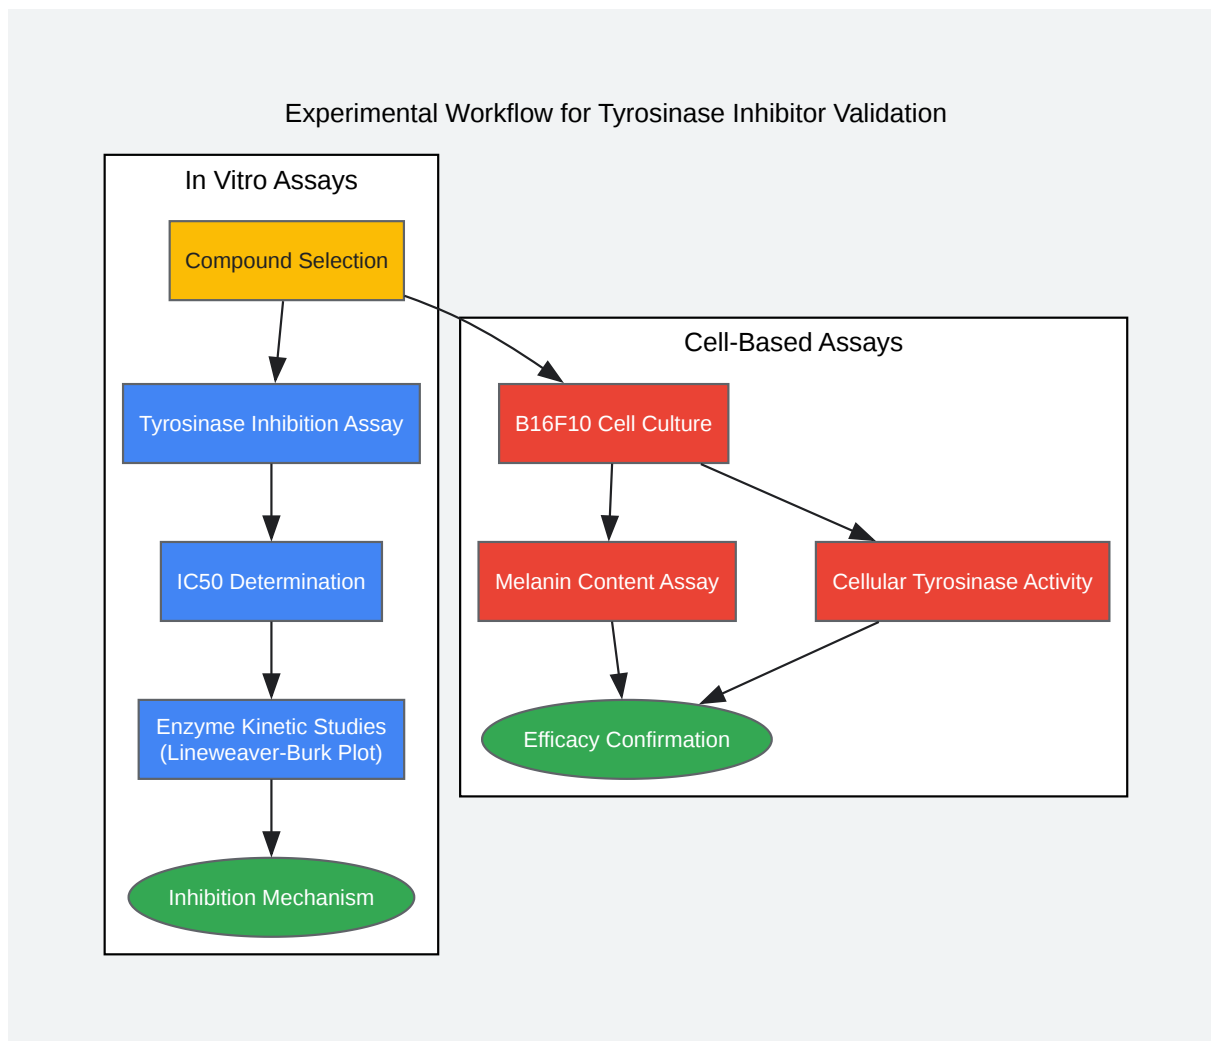 Experimental Workflow for Tyrosinase Inhibitor Validation
In Vitro Assays
Compound Selection
Tyrosinase Inhibition Assay
IC50 Determination
Enzyme Kinetic Studies
(Lineweaver-Burk Plot)
Inhibition Mechanism
Cell-Based Assays
B16F10 Cell Culture
Melanin Content Assay
Cellular Tyrosinase Activity
Efficacy Confirmation